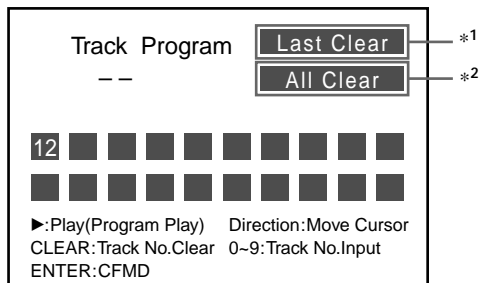 Track Program
Last Clear
*1
– –
All Clear
*2
12
►:Play(Program Play) Direction:Move Cursor
CLEAR:Track No.Clear 0~9:Track No.Input
ENTER:CFMD